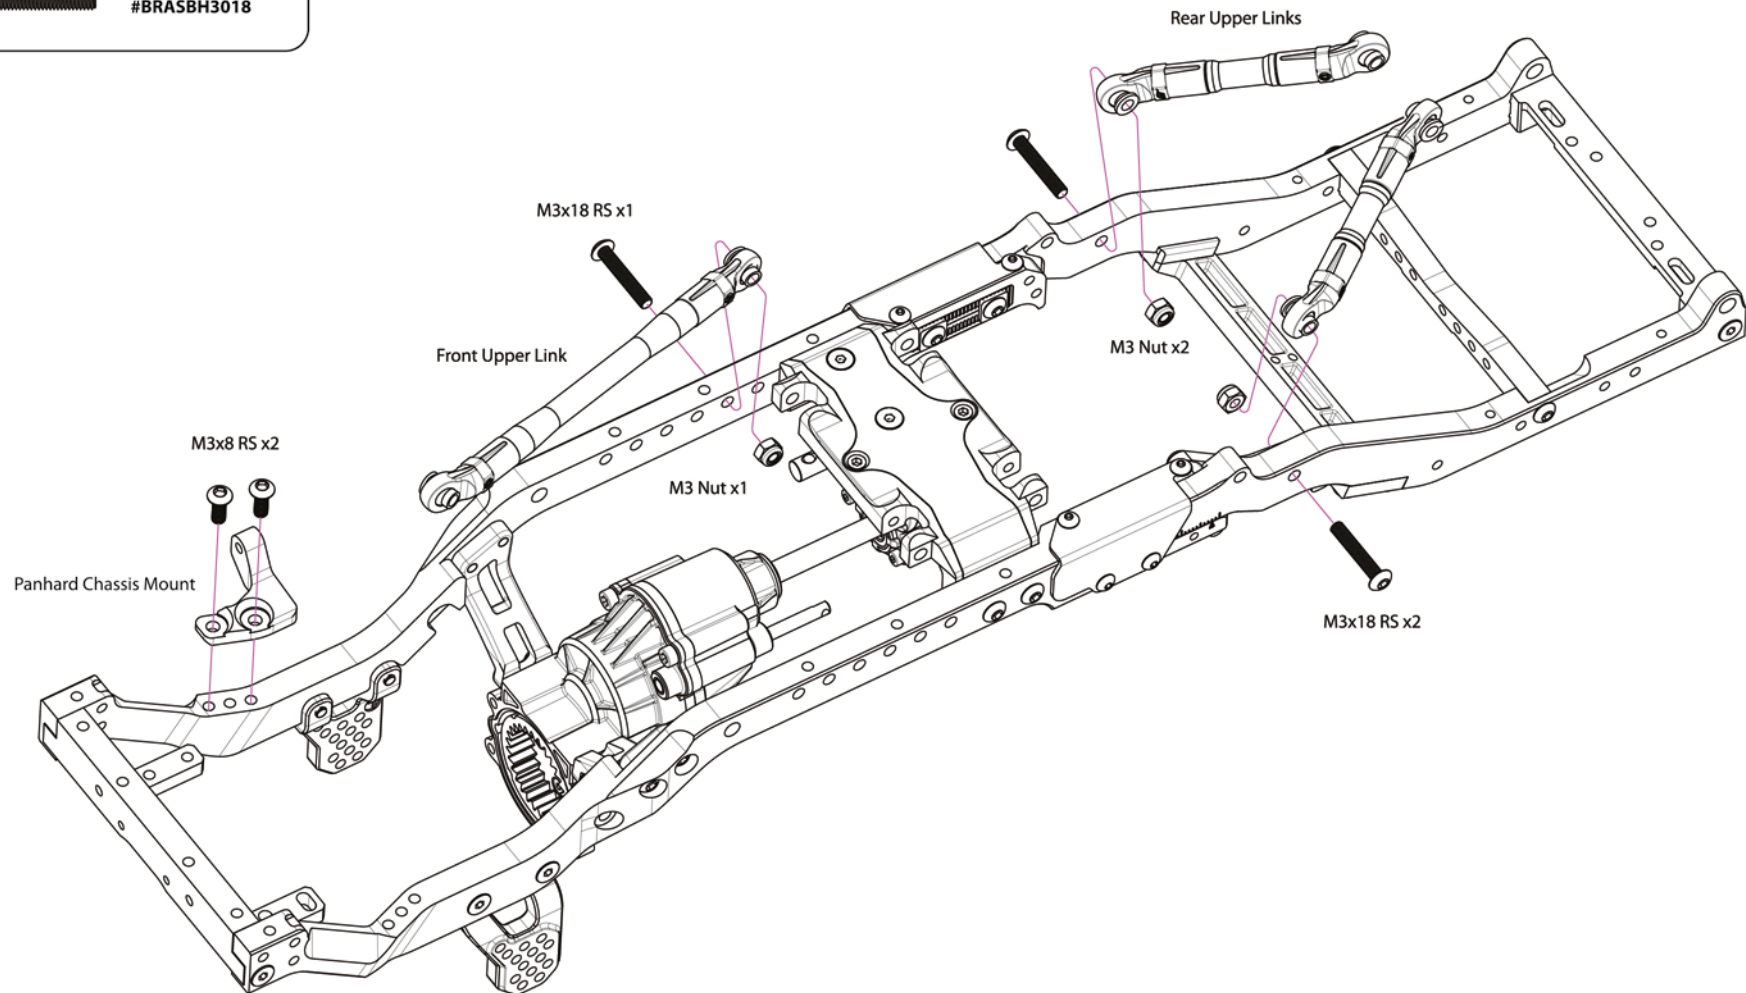 #BRASBH3018
Rear Upper Links
M3x18 RS x1
Front Upper Link
M3 Nut x2
M3x8 RS x2
M3 Nut x1
Panhard Chassis Mount
M3x18 RS x2